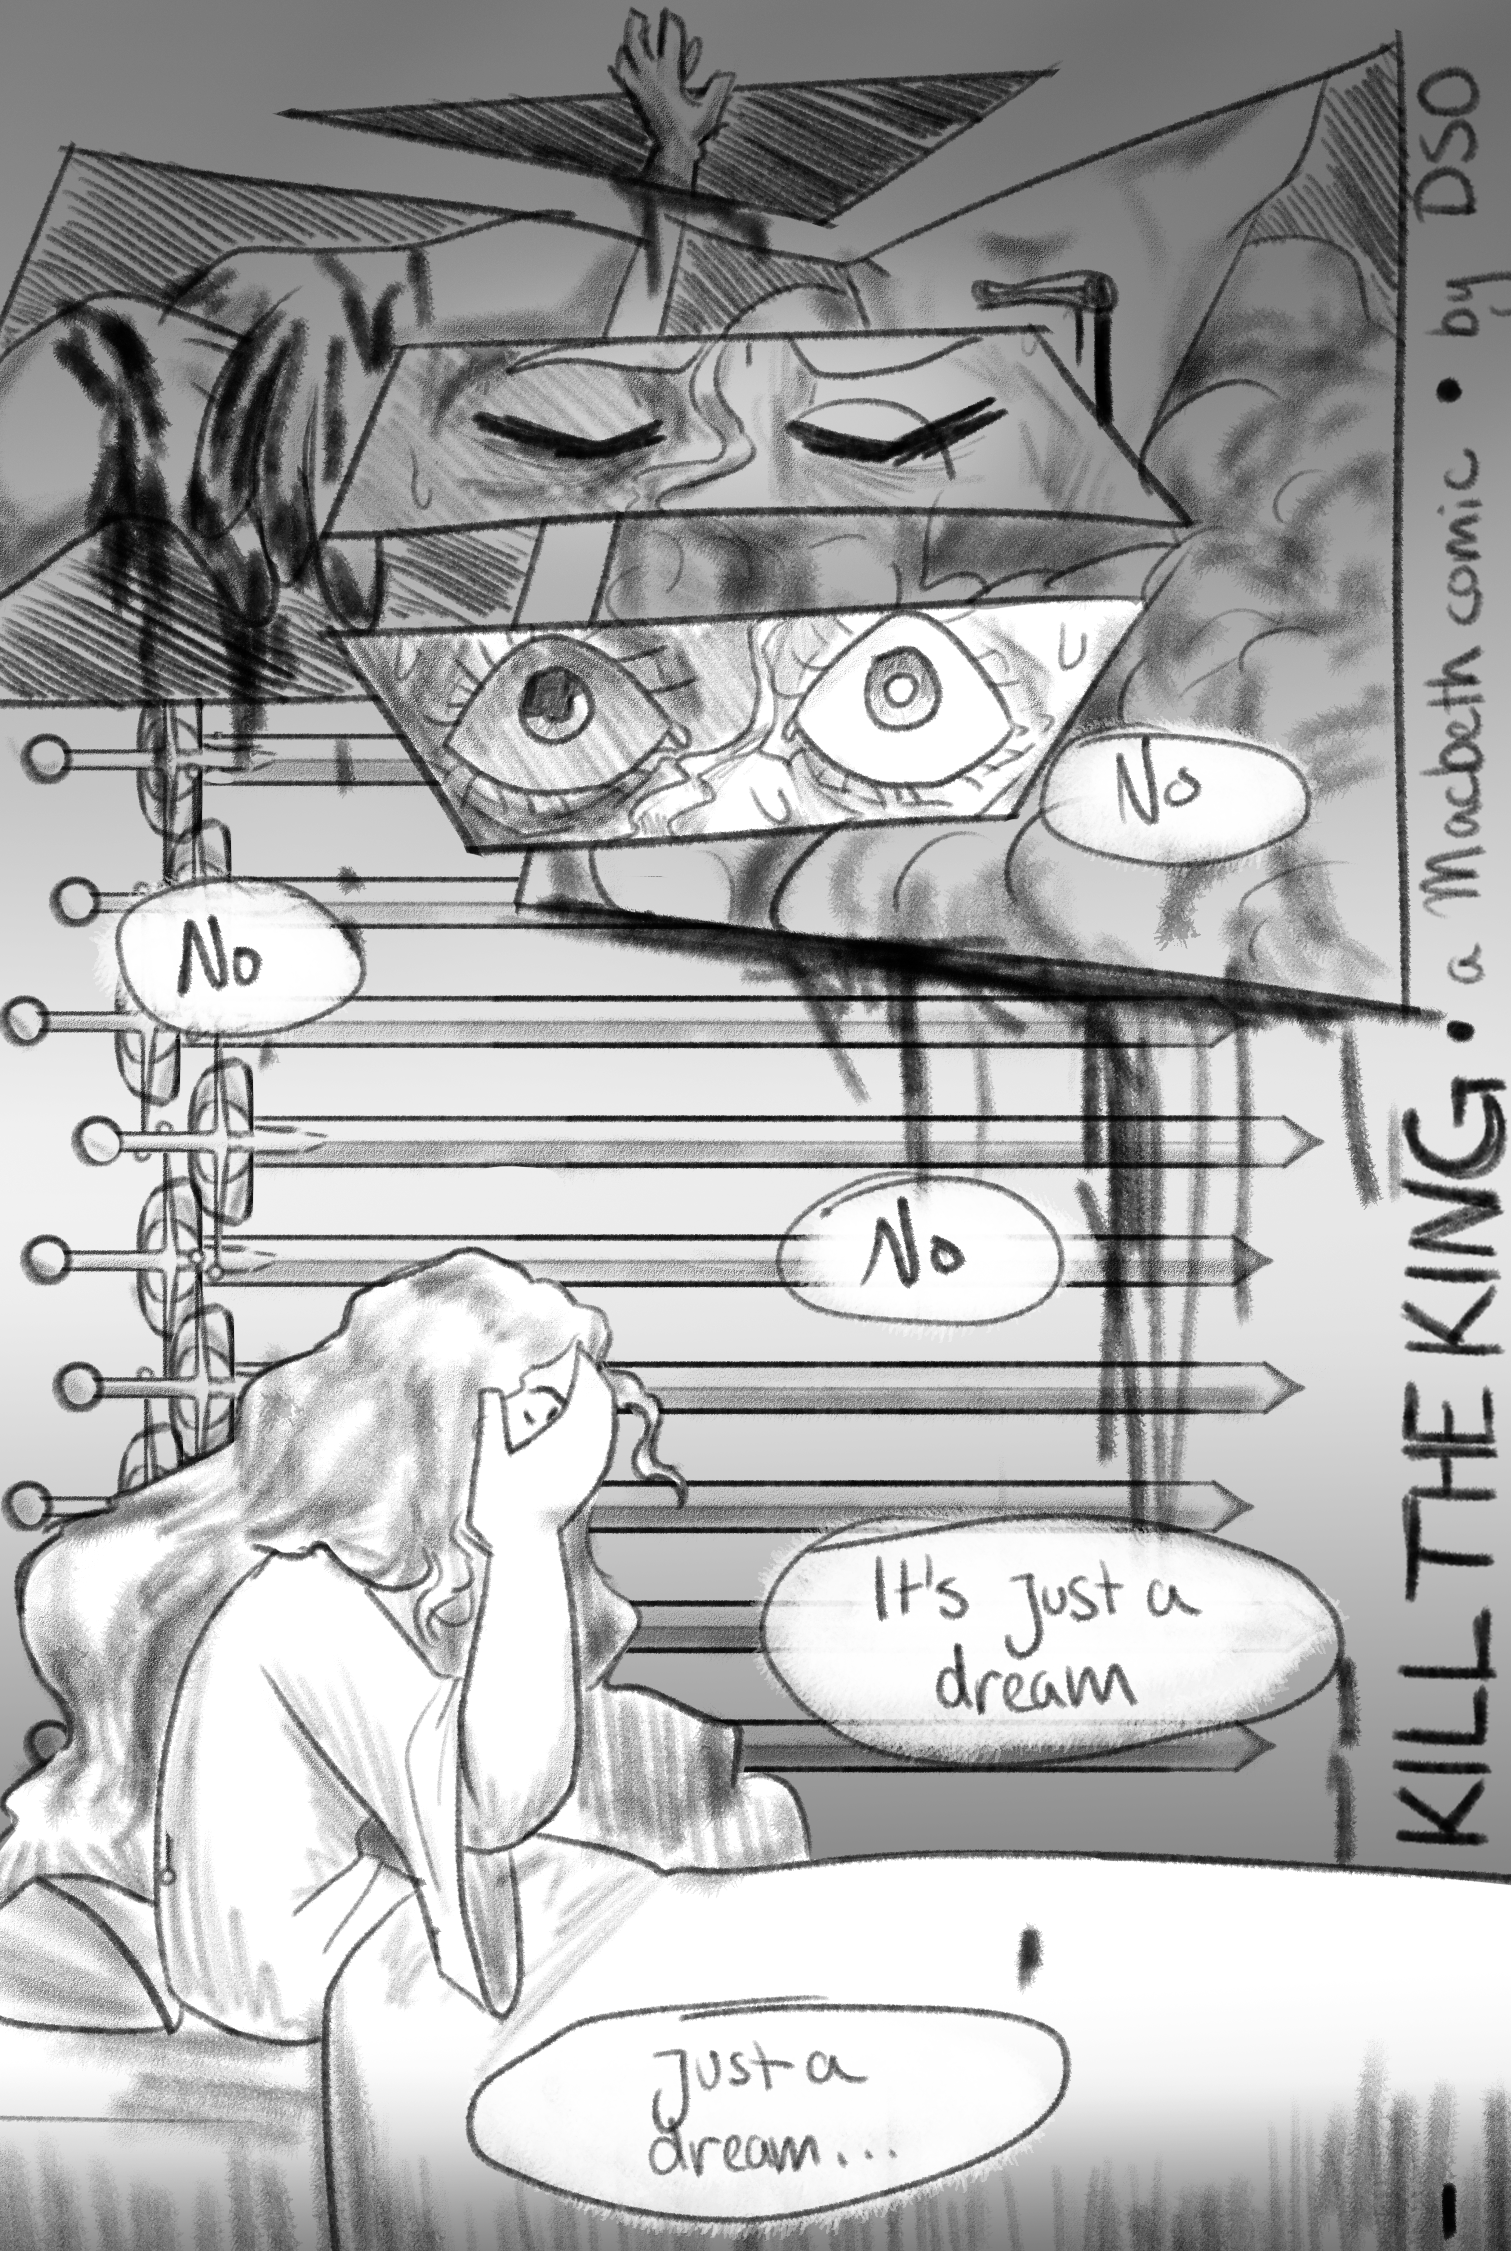 No
No
No
It's just a
dream
just a
dream...
KILL THE KING • a Macbeth comic • by DSO